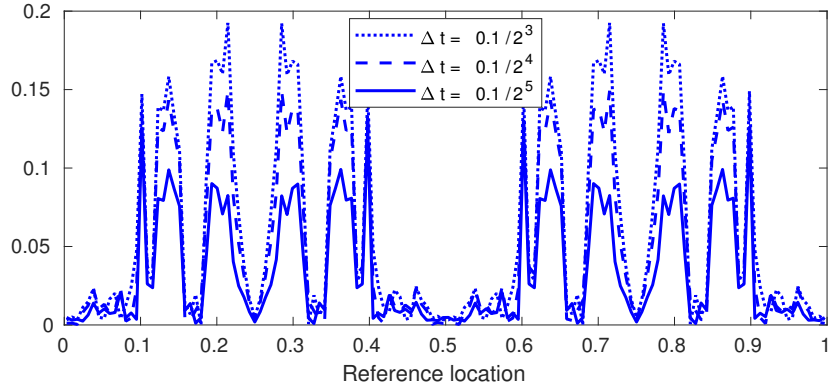 0.2
0.15
0.1
0.05
0
Δ t = 0.1 / 2^3
Δ t = 0.1 / 2^4
Δ t = 0.1 / 2^5
0 0.1 0.2 0.3 0.4 0.5 0.6 0.7 0.8 0.9 1
Reference location